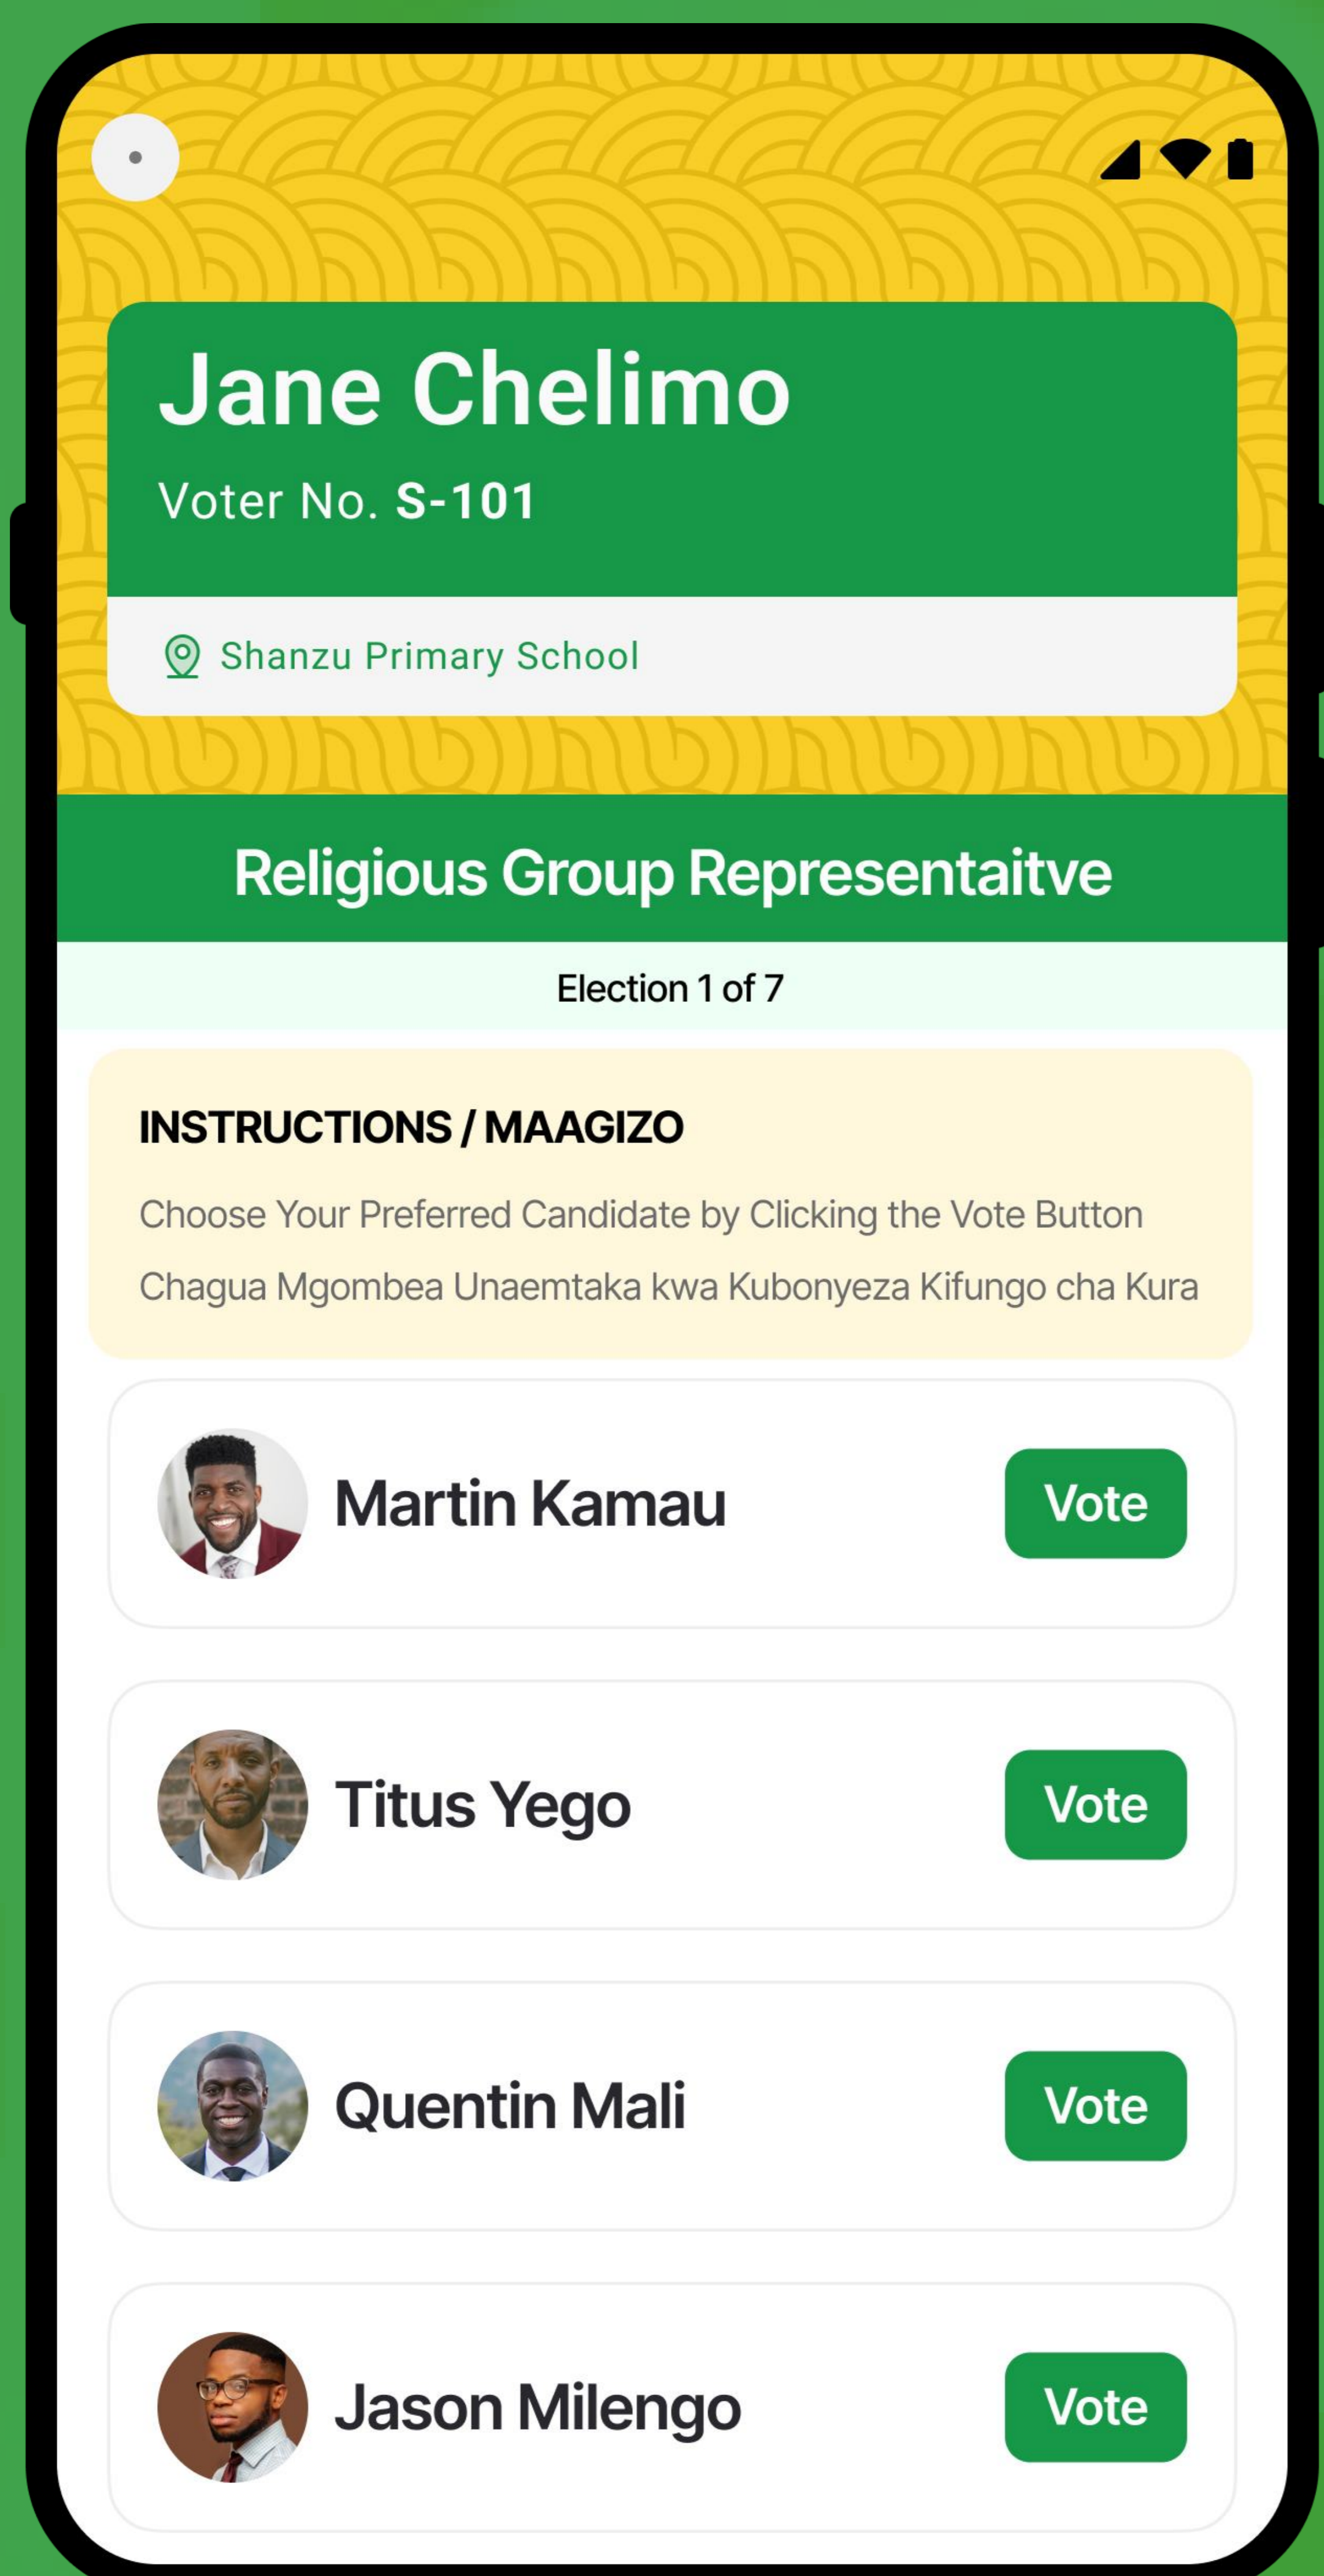 Jane Chelimo
Voter No. S-101
Shanzu Primary School
Religious Group Representaitve
Election 1 of 7
INSTRUCTIONS / MAAGIZO
Choose Your Preferred Candidate by Clicking the Vote Button
Chagua Mgombea Unaemtaka kwa Kubonyeza Kifungo cha Kura
Martin Kamau Vote
Titus Yego Vote
Quentin Mali Vote
Jason Milengo Vote